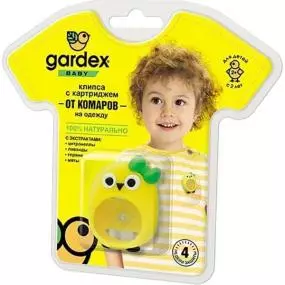 gardex
BABY
клипса с картриджем
ОТ КОМАРОВ
на одежду
100% НАТУРАЛЬНО
С ЭКСТРАКТАМИ:
• цитронеллы
• лаванды
• герани
• мяты
ДЛЯ ДЕТЕЙ
2+
С 2 ЛЕТ
4